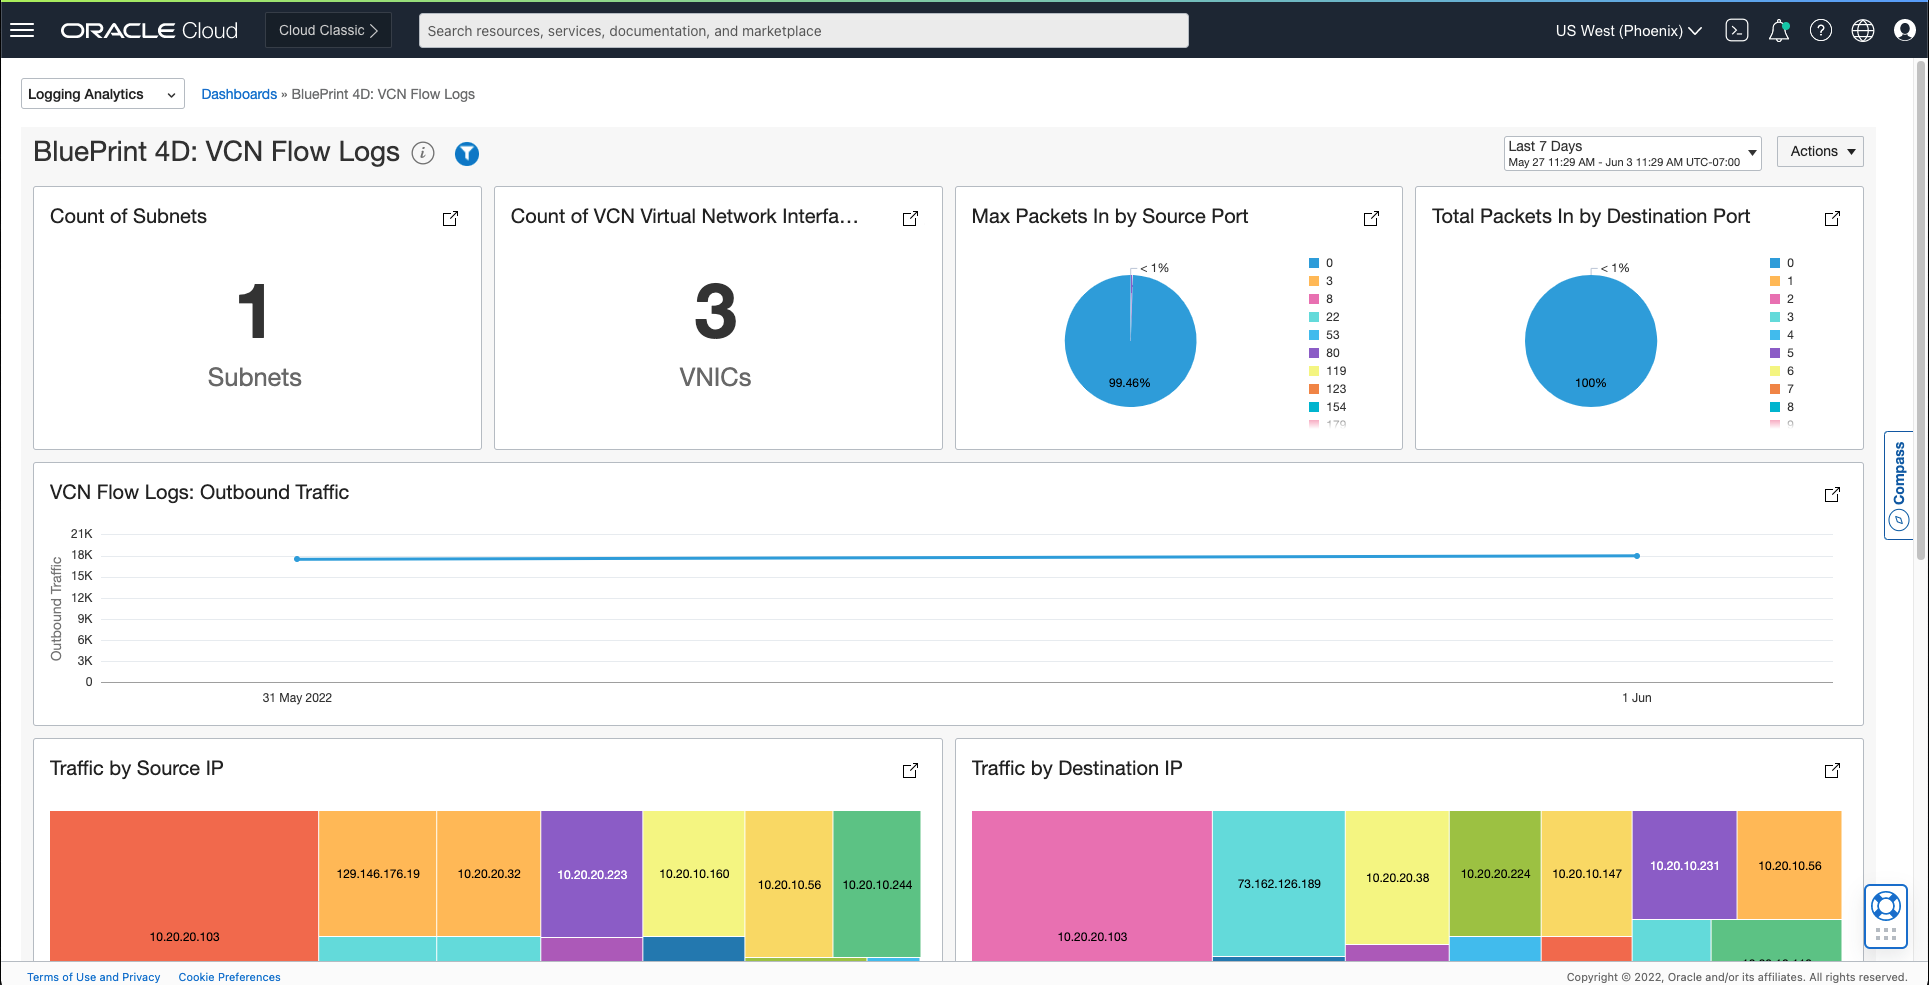 ORACLE Cloud
Cloud Classic
Search resources, services, documentation, and marketplace
US West (Phoenix)
Logging Analytics
Dashboards » BluePrint 4D: VCN Flow Logs
BluePrint 4D: VCN Flow Logs
Last 7 Days
May 27 11:29 AM - Jun 3 11:29 AM UTC-07:00
Actions
Count of Subnets
1
Subnets
Count of VCN Virtual Network Interfa...
3
VNICs
Max Packets In by Source Port
< 1%
99.46%
0
3
8
22
53
80
119
123
154
179
Total Packets In by Destination Port
< 1%
100%
0
1
2
3
4
5
6
7
8
9
Compass
VCN Flow Logs: Outbound Traffic
Outbound Traffic
21K
18K
15K
12K
9K
6K
3K
0
31 May 2022
1 Jun
Traffic by Source IP
10.20.20.103
129.146.176.19
10.20.20.32
10.20.20.223
10.20.10.160
10.20.10.56
10.20.10.244
Traffic by Destination IP
10.20.20.103
73.162.126.189
10.20.20.38
10.20.20.224
10.20.10.147
10.20.10.231
10.20.10.56
Terms of Use and Privacy
Cookie Preferences
Copyright © 2022, Oracle and/or its affiliates. All rights reserved.